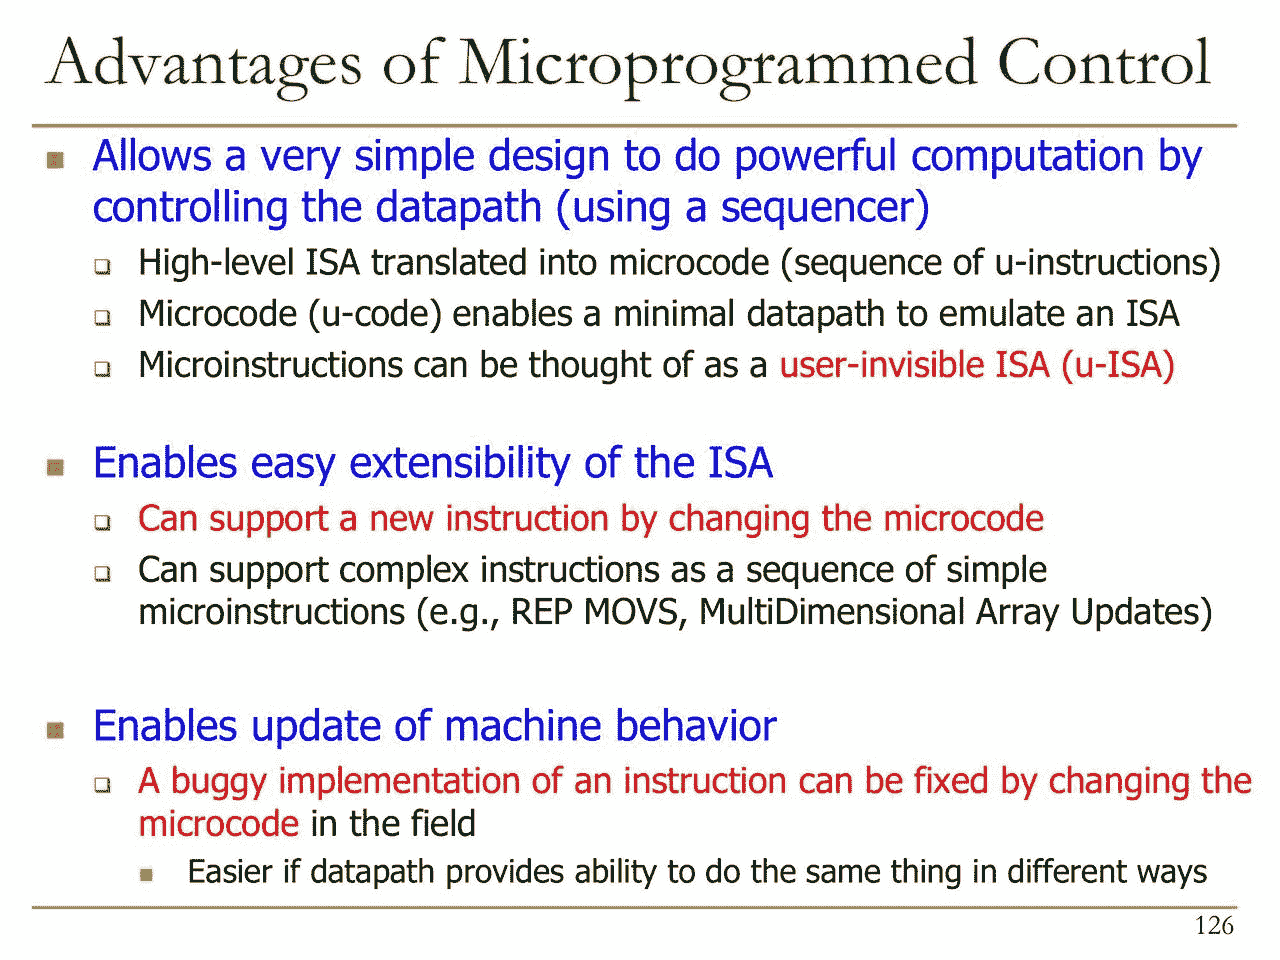 Advantages of Microprogrammed Control
Allows a very simple design to do powerful computation by
controlling the datapath (using a sequencer)
High-level ISA translated into microcode (sequence of u-instructions)
Microcode (u-code) enables a minimal datapath to emulate an ISA
Microinstructions can be thought of as a user-invisible ISA (u-ISA)
Enables easy extensibility of the ISA
Can support a new instruction by changing the microcode
Can support complex instructions as a sequence of simple
microinstructions (e.g., REP MOVS, MultiDimensional Array Updates)
Enables update of machine behavior
A buggy implementation of an instruction can be fixed by changing the
microcode in the field
Easier if datapath provides ability to do the same thing in different ways
126